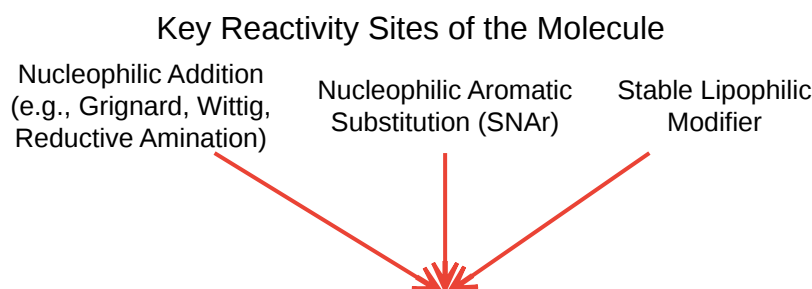 Key Reactivity Sites of the Molecule
Nucleophilic Addition
(e.g., Grignard, Wittig,
Reductive Amination)
Nucleophilic Aromatic
Substitution (SNAr)
Stable Lipophilic
Modifier